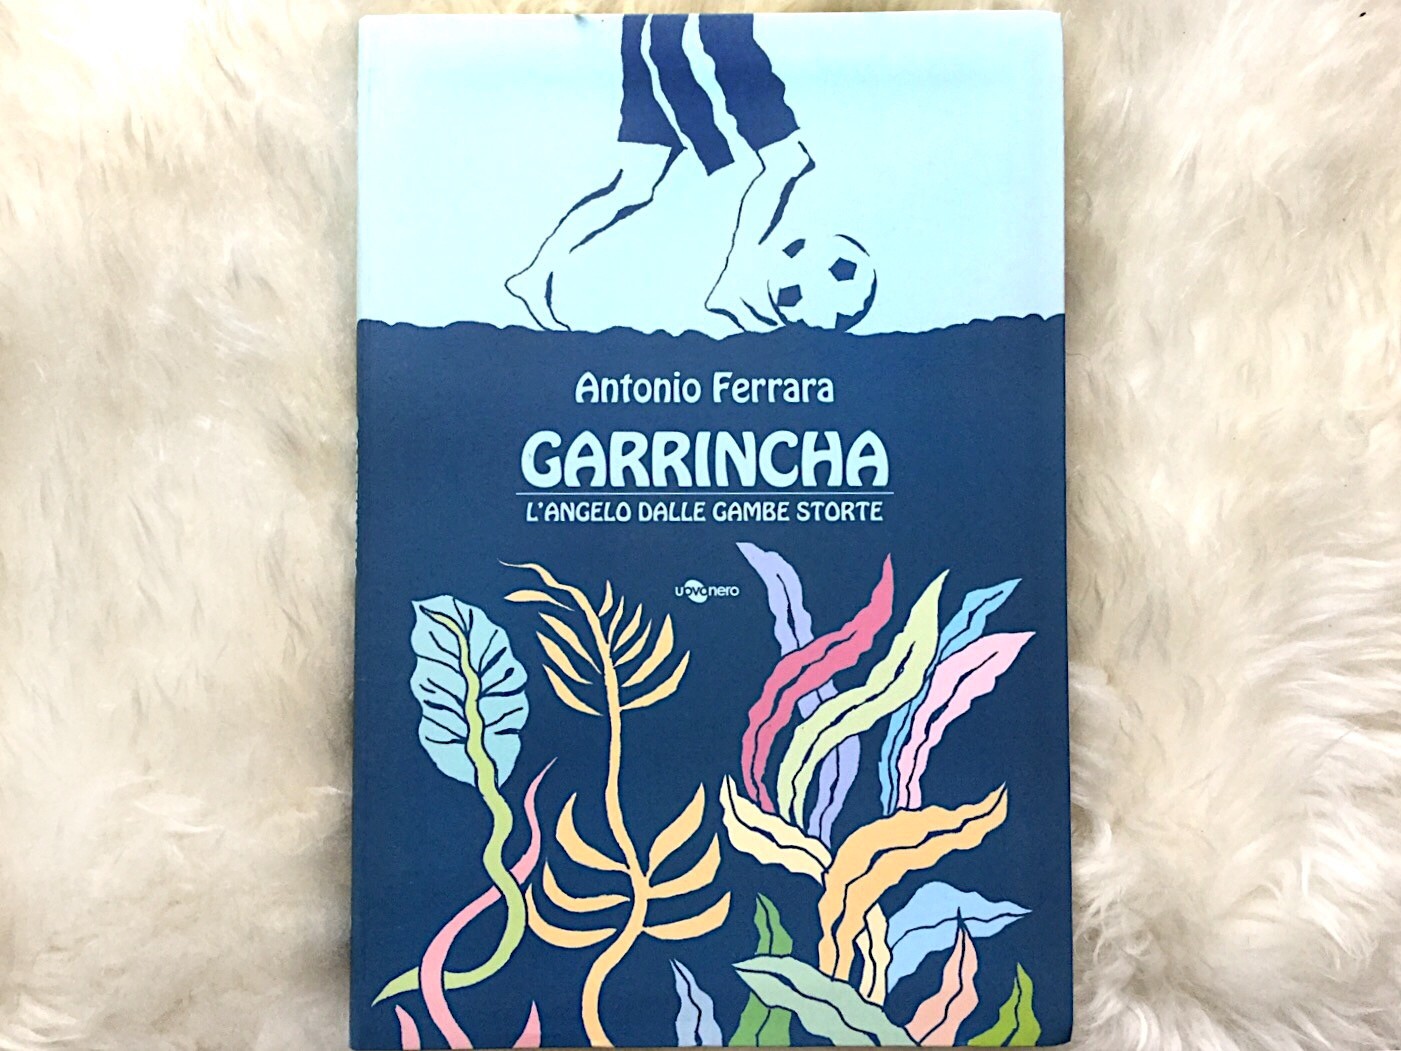 Antonio Ferrara
GARRINCHA
L'ANGELO DALLE GAMBE STORTE
uovonero